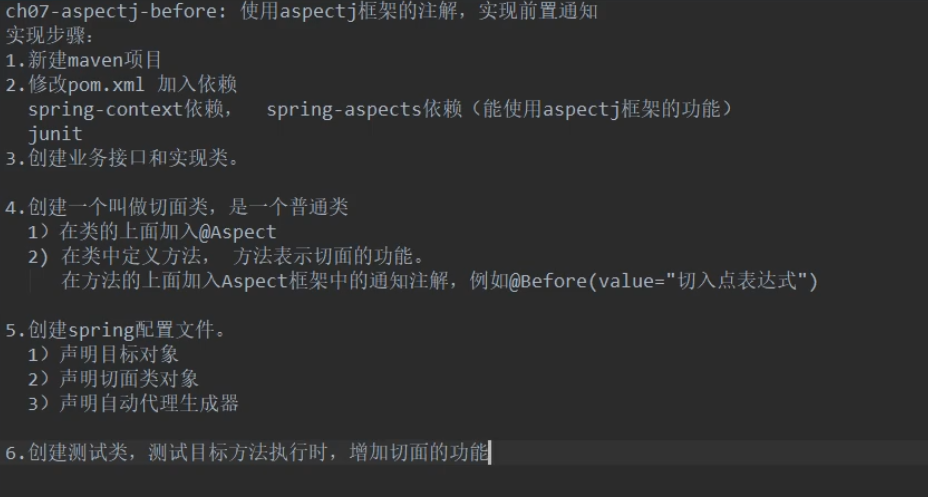 ch07-aspectj-before: 使用aspectj框架的注解，实现前置通知
实现步骤：
1.新建maven项目
2.修改pom.xml 加入依赖
spring-context依赖，  spring-aspects依赖（能使用aspectj框架的功能）
junit
3.创建业务接口和实现类。
4.创建一个叫做切面类，是一个普通类
1）在类的上面加入@Aspect
2) 在类中定义方法， 方法表示切面的功能。
在方法的上面加入Aspect框架中的通知注解，例如@Before(value="切入点表达式")
5.创建spring配置文件。
1）声明目标对象
2）声明切面类对象
3）声明自动代理生成器
6.创建测试类，测试目标方法执行时，增加切面的功能